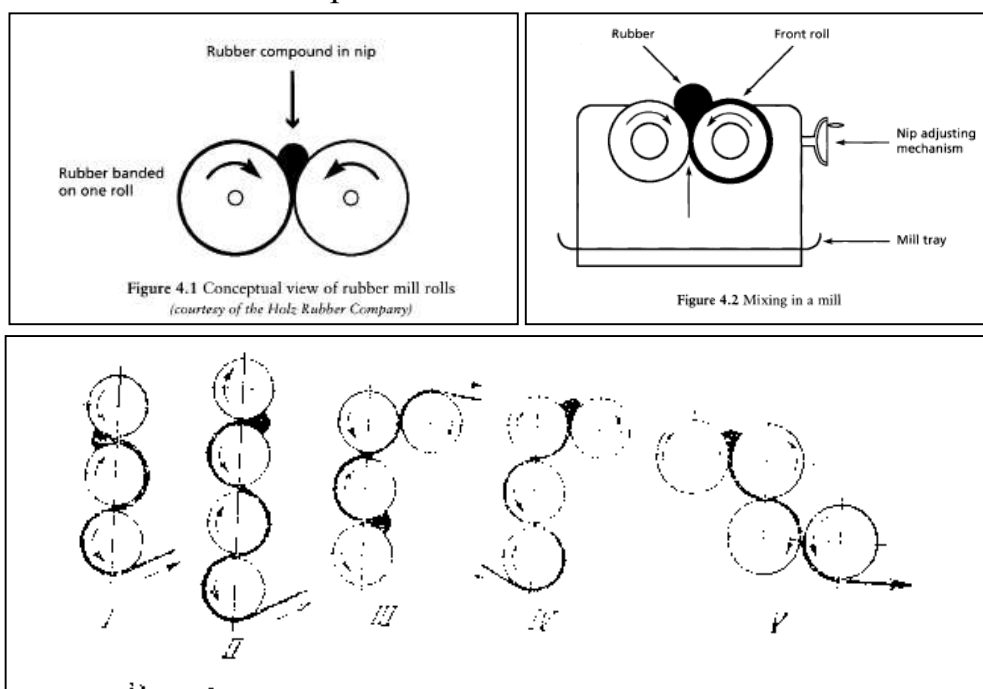 Rubber compound in nip
Rubber banded
on one roll
Figure 4.1 Conceptual view of rubber mill rolls
(courtesy of the Holz Rubber Company)
Rubber
Front roll
Nip adjusting
mechanism
Mill tray
Figure 4.2 Mixing in a mill
I
II
III
IV
V